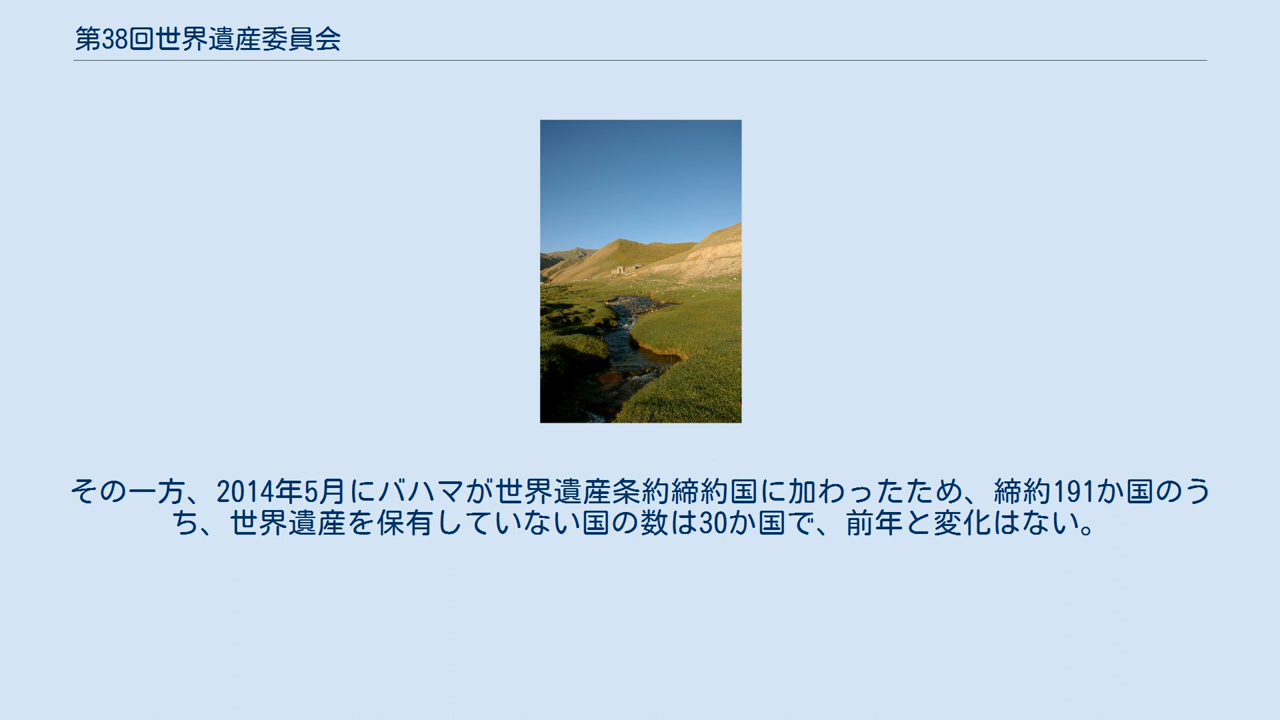 第38回世界遺産委員会
その一方、2014年5月にバハマが世界遺産条約締約国に加わったため、締約191か国のう
ち、世界遺産を保有していない国の数は30か国で、前年と変化はない。